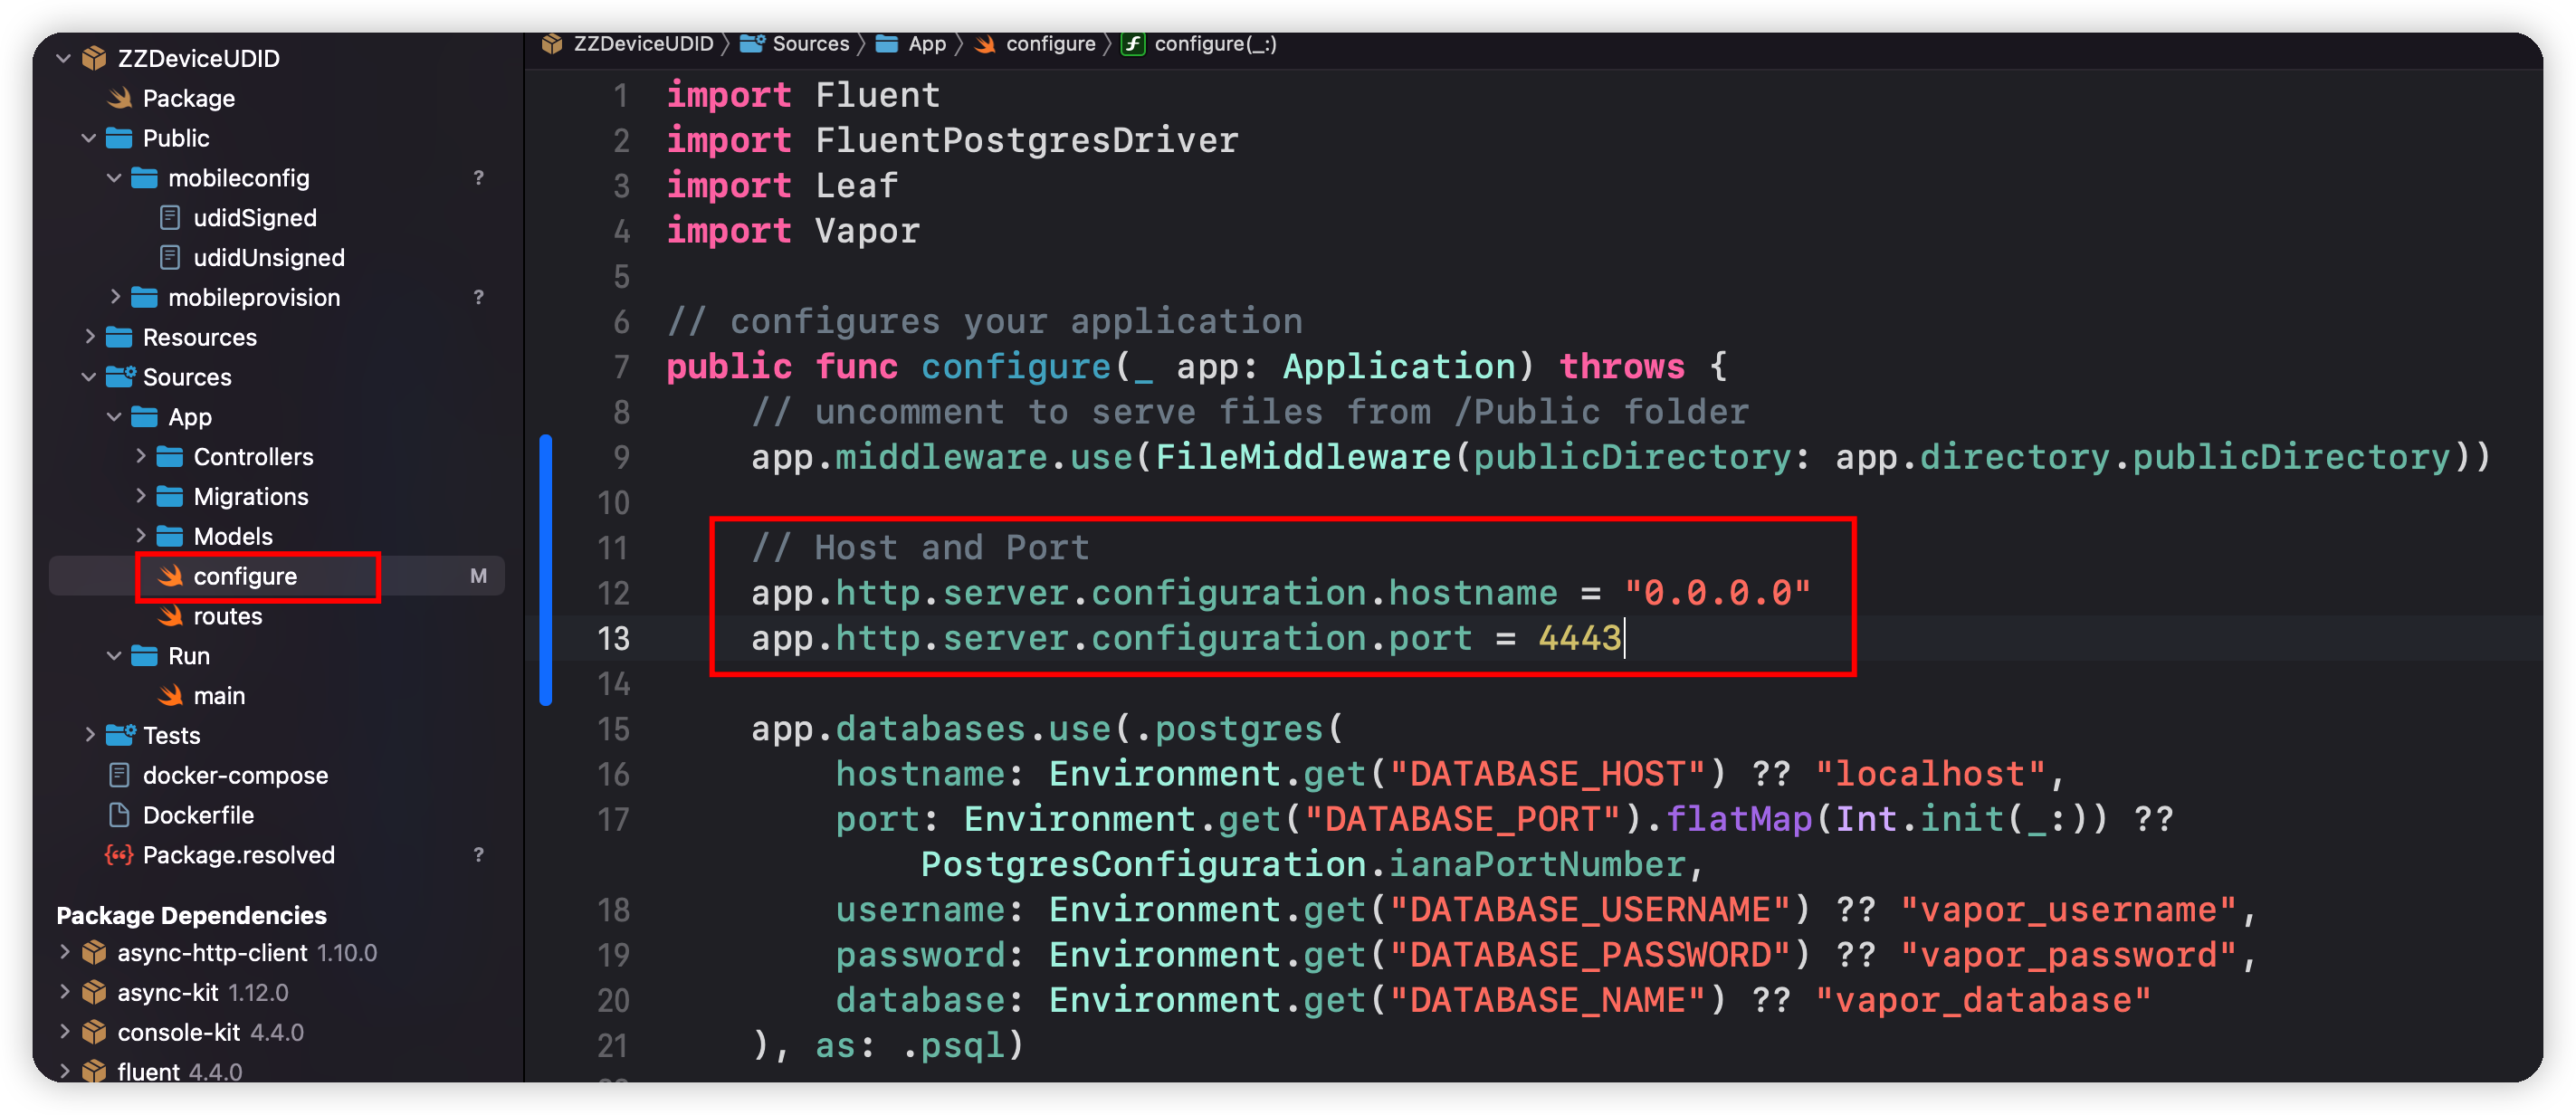 ZZDeviceUDID
Package
Public
mobileconfig ?
udidSigned
udidUnsigned
mobileprovision ?
Resources
Sources
App
Controllers
Migrations
Models
configure M
routes
Run
main
Tests
docker-compose
Dockerfile
Package.resolved ?
Package Dependencies
async-http-client 1.10.0
async-kit 1.12.0
console-kit 4.4.0
fluent 4.4.0
ZZDeviceUDID 〉 Sources 〉 App 〉 configure 〉 configure(_:)
1 import Fluent
2 import FluentPostgresDriver
3 import Leaf
4 import Vapor
5
6 // configures your application
7 public func configure(_ app: Application) throws {
8 // uncomment to serve files from /Public folder
9 app.middleware.use(FileMiddleware(publicDirectory: app.directory.publicDirectory))
10
11 // Host and Port
12 app.http.server.configuration.hostname = "0.0.0.0"
13 app.http.server.configuration.port = 4443
14
15 app.databases.use(.postgres(
16 hostname: Environment.get("DATABASE_HOST") ?? "localhost",
17 port: Environment.get("DATABASE_PORT").flatMap(Int.init(_:)) ??
PostgresConfiguration.ianaPortNumber,
18 username: Environment.get("DATABASE_USERNAME") ?? "vapor_username",
19 password: Environment.get("DATABASE_PASSWORD") ?? "vapor_password",
20 database: Environment.get("DATABASE_NAME") ?? "vapor_database"
21 ), as: .psql)